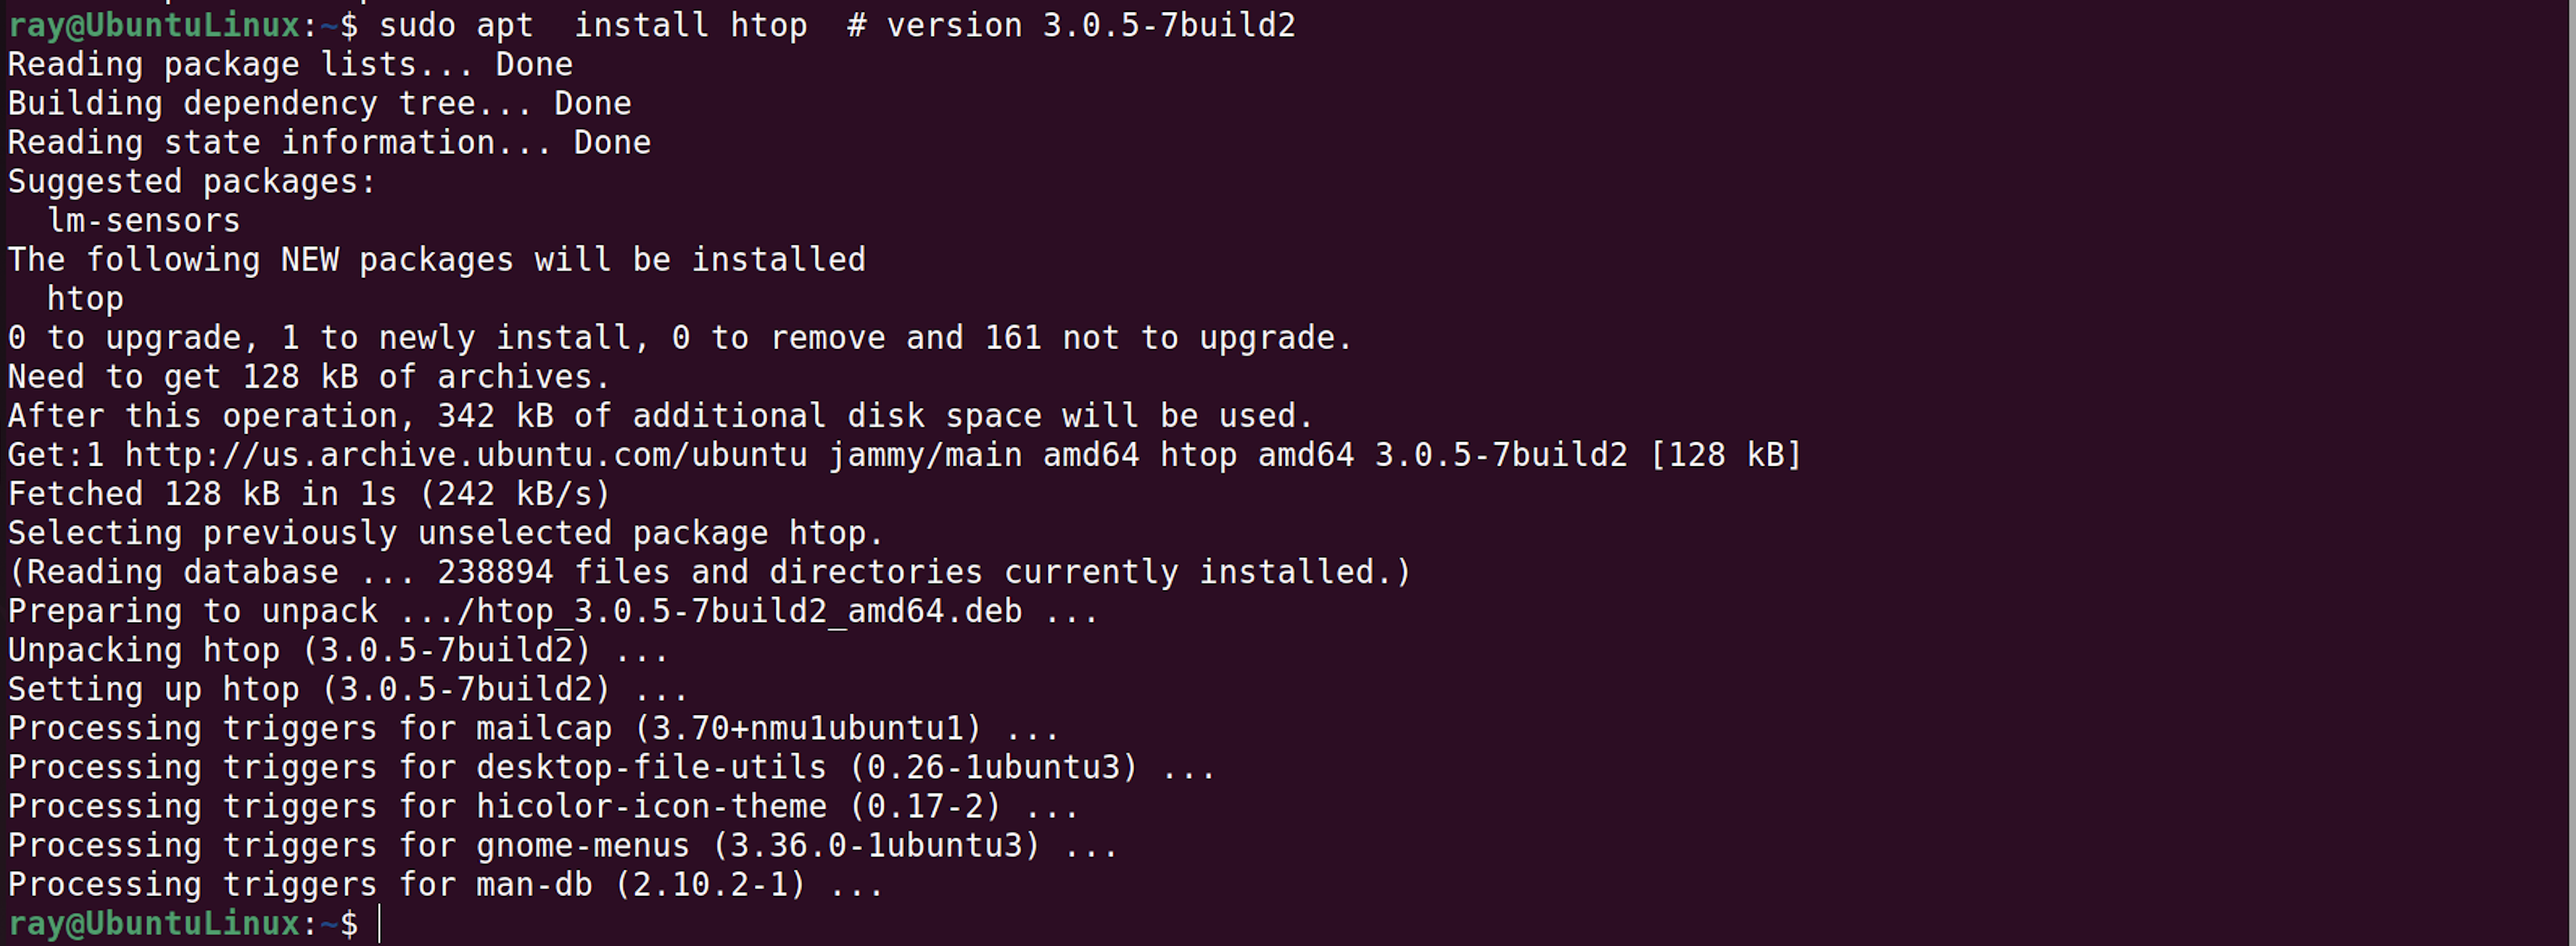 ray@UbuntuLinux:~$ sudo apt  install htop  # version 3.0.5-7build2
Reading package lists... Done
Building dependency tree... Done
Reading state information... Done
Suggested packages:
  lm-sensors
The following NEW packages will be installed
  htop
0 to upgrade, 1 to newly install, 0 to remove and 161 not to upgrade.
Need to get 128 kB of archives.
After this operation, 342 kB of additional disk space will be used.
Get:1 http://us.archive.ubuntu.com/ubuntu jammy/main amd64 htop amd64 3.0.5-7build2 [128 kB]
Fetched 128 kB in 1s (242 kB/s)
Selecting previously unselected package htop.
(Reading database ... 238894 files and directories currently installed.)
Preparing to unpack .../htop_3.0.5-7build2_amd64.deb ...
Unpacking htop (3.0.5-7build2) ...
Setting up htop (3.0.5-7build2) ...
Processing triggers for mailcap (3.70+nmu1ubuntu1) ...
Processing triggers for desktop-file-utils (0.26-1ubuntu3) ...
Processing triggers for hicolor-icon-theme (0.17-2) ...
Processing triggers for gnome-menus (3.36.0-1ubuntu3) ...
Processing triggers for man-db (2.10.2-1) ...
ray@UbuntuLinux:~$